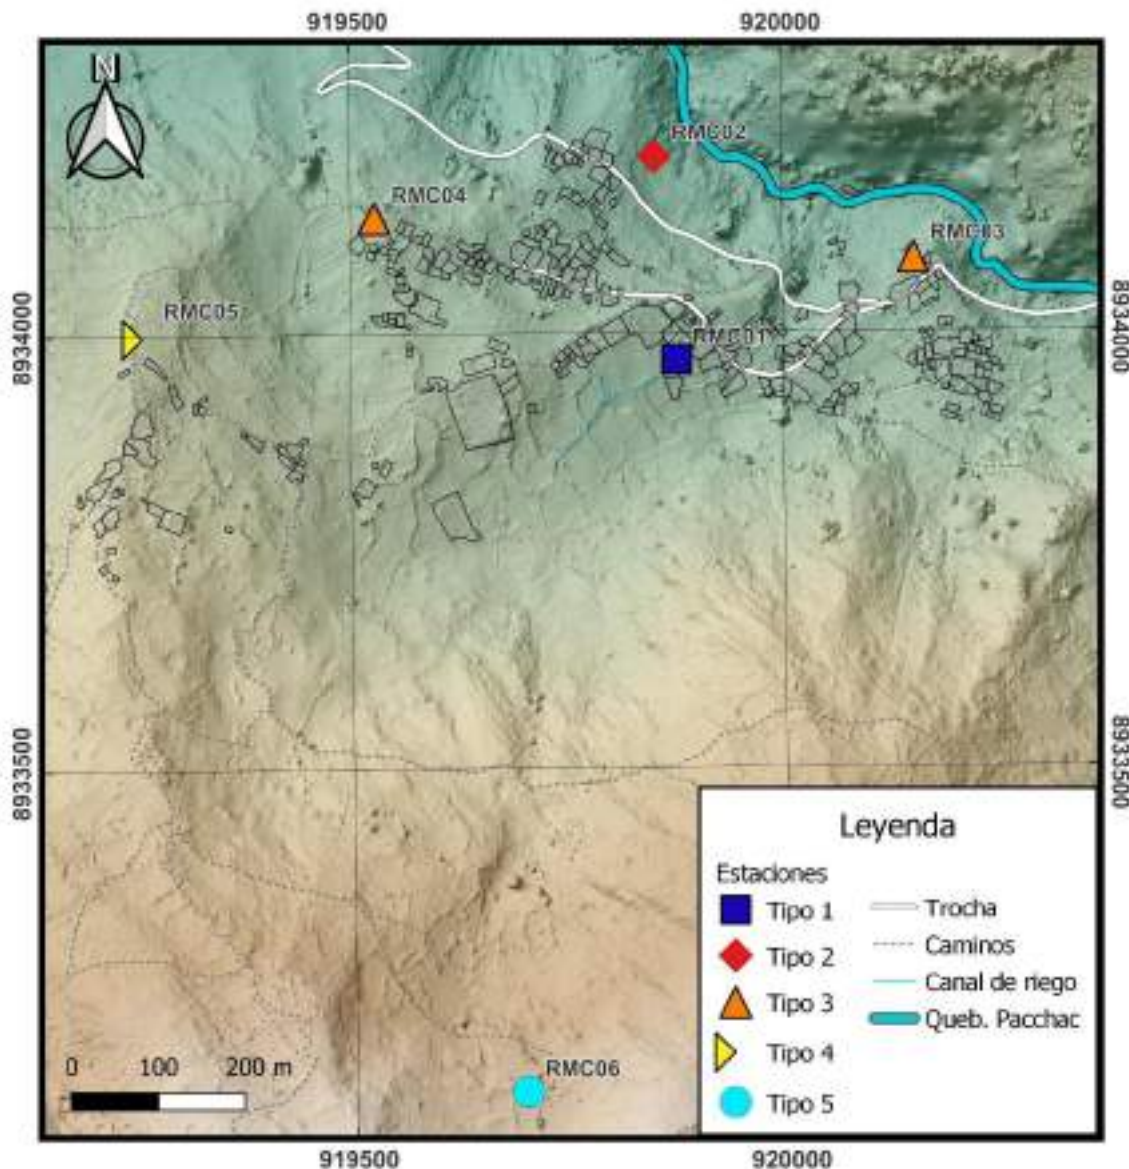 919500
920000
N
RMC02
RMC04
RMC03
RMC05
8934000
8934000
RMC01
8933500
8933500
Leyenda
Estaciones
Tipo 1
Tipo 2
Tipo 3
Tipo 4
Tipo 5
Trocha
Caminos
Canal de riego
Queb. Pacchac
0 100 200 m
RMC06
919500
920000